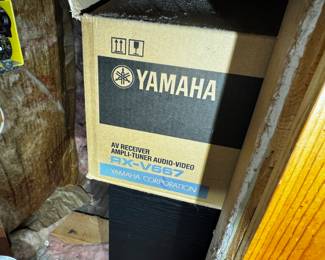 YAMAHA
AV RECEIVER
AMPLI-TUNER AUDIO-VIDEO
RX-V667
YAMAHA CORPORATION